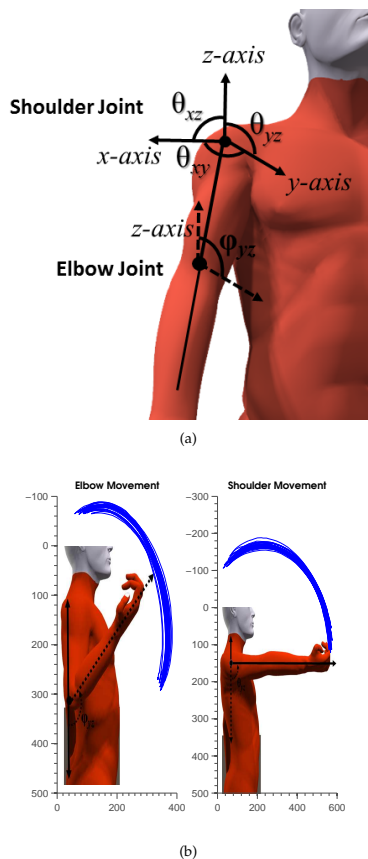 z-axis
Shoulder Joint
θxz
θyz
x-axis
θxy
y-axis
z-axis
φyz
Elbow Joint
(a)
Elbow Movement
Shoulder Movement
−100
0
100
200
300
400
500
0
200
400
−300
−200
−100
0
100
200
300
400
500
0
200
400
600
(b)